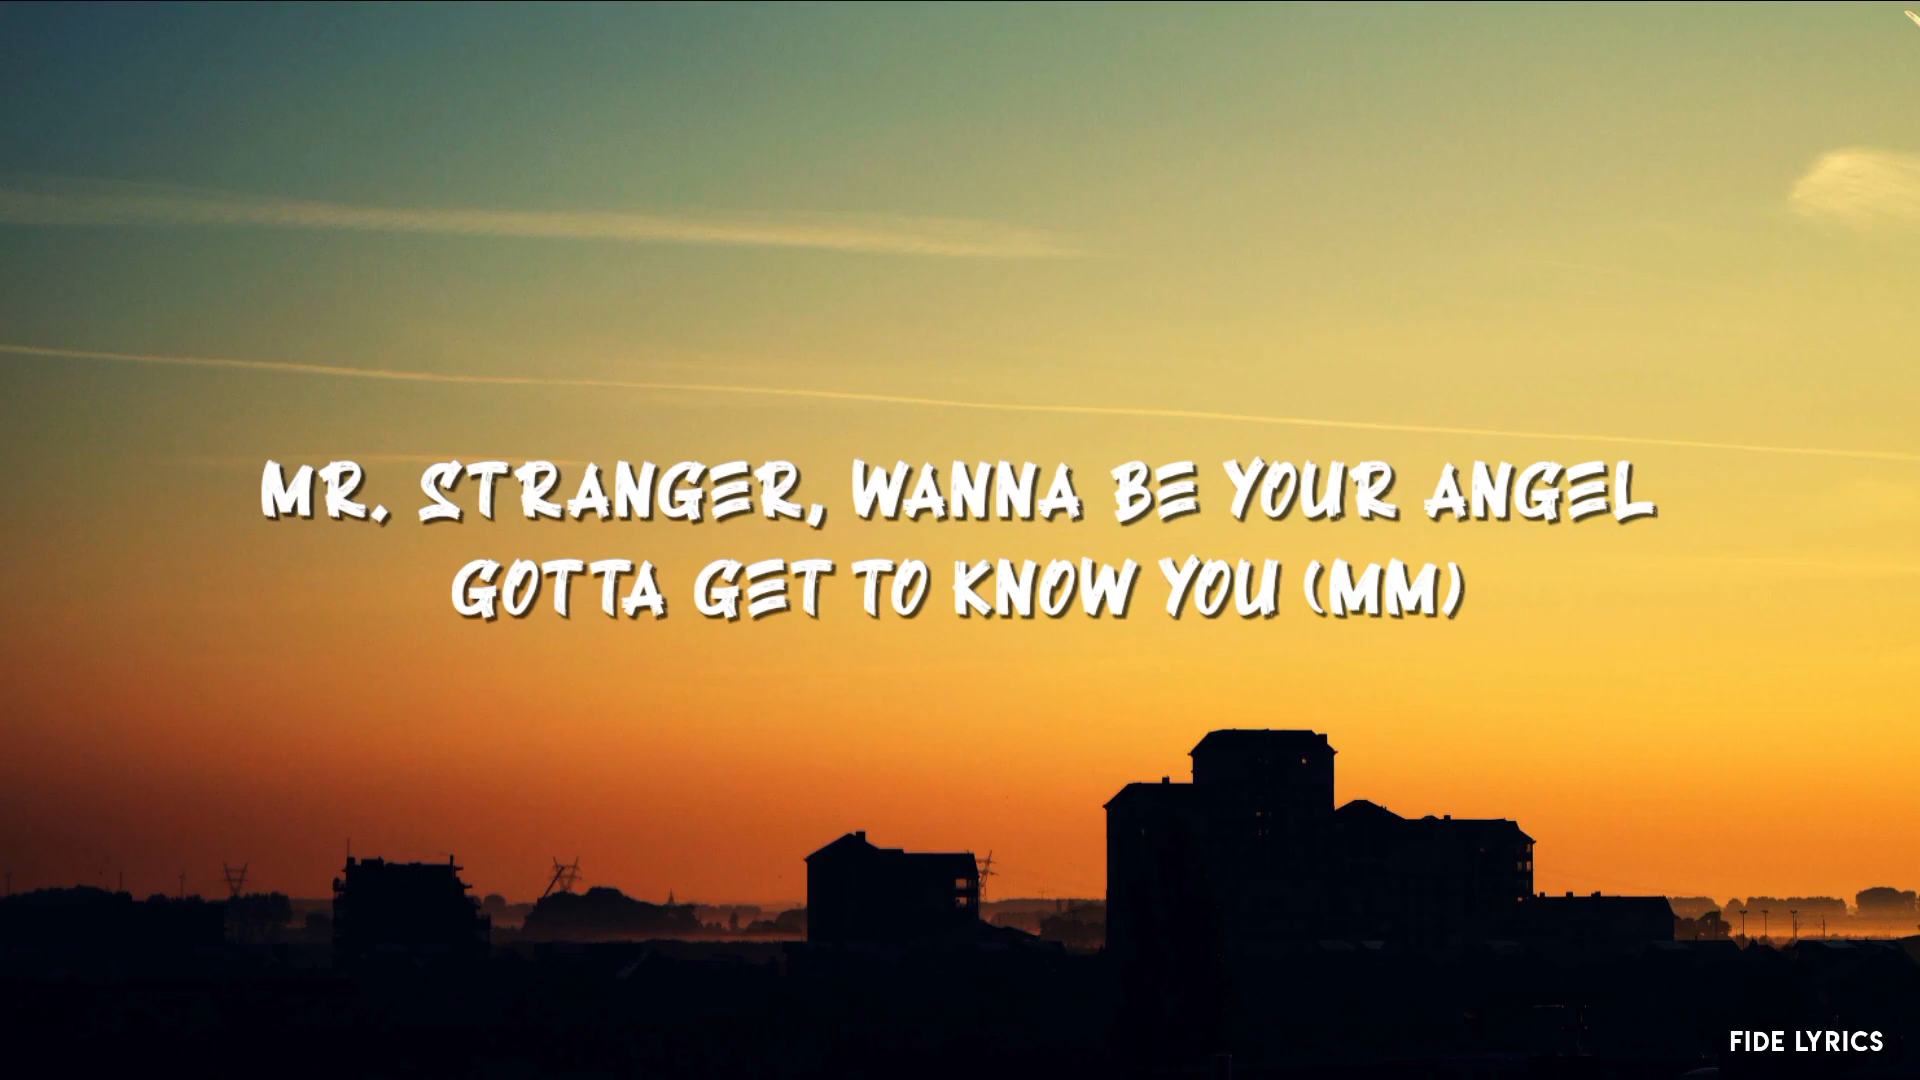 MR. STRANGER, WANNA BE YOUR ANGEL
GOTTA GET TO KNOW YOU (MM)
FIDE LYRICS